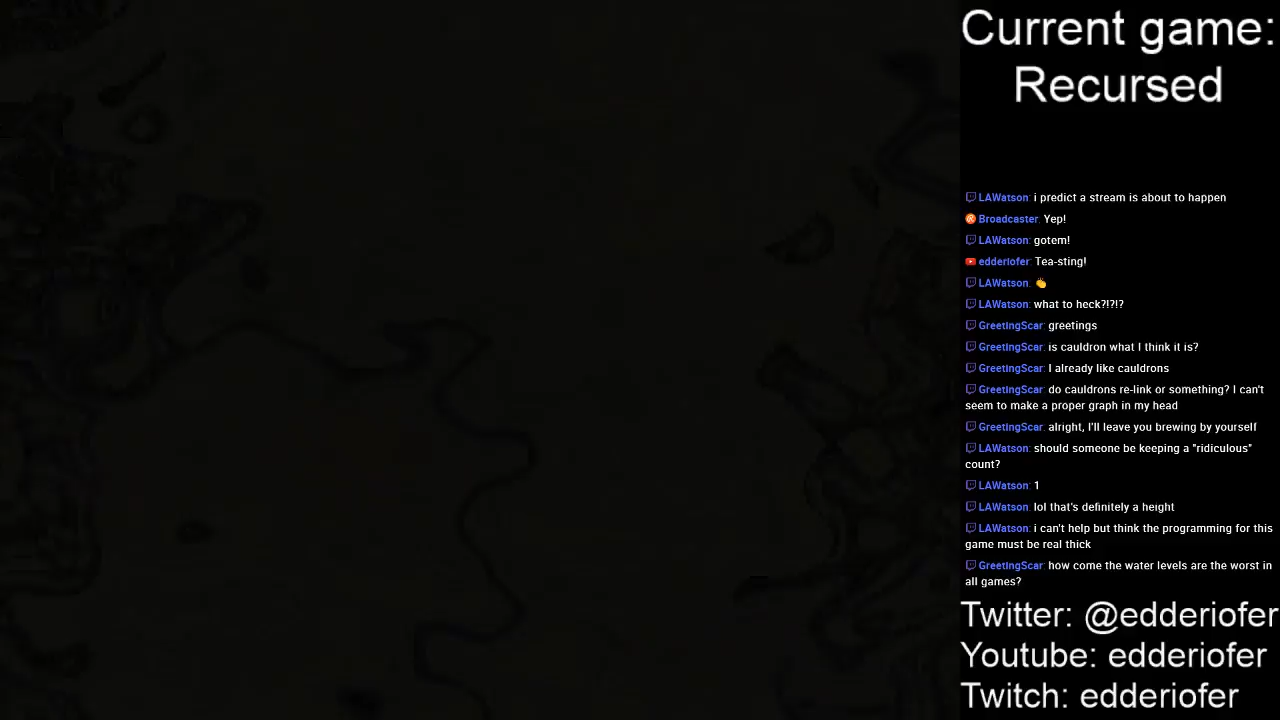 Current game:
Recursed
LAWatson: i predict a stream is about to happen
Broadcaster: Yep!
LAWatson: gotem!
edderiofer: Tea-sting!
LAWatson: 👏
LAWatson: what to heck?!?!?
GreetingScar: greetings
GreetingScar: is cauldron what I think it is?
GreetingScar: I already like cauldrons
GreetingScar: do cauldrons re-link or something? I can't
seem to make a proper graph in my head
GreetingScar: alright, I'll leave you brewing by yourself
LAWatson: should someone be keeping a "ridiculous"
count?
LAWatson: 1
LAWatson: lol that's definitely a height
LAWatson: i can't help but think the programming for this
game must be real thick
GreetingScar: how come the water levels are the worst in
all games?
Twitter: @edderiofer
Youtube: edderiofer
Twitch: edderiofer